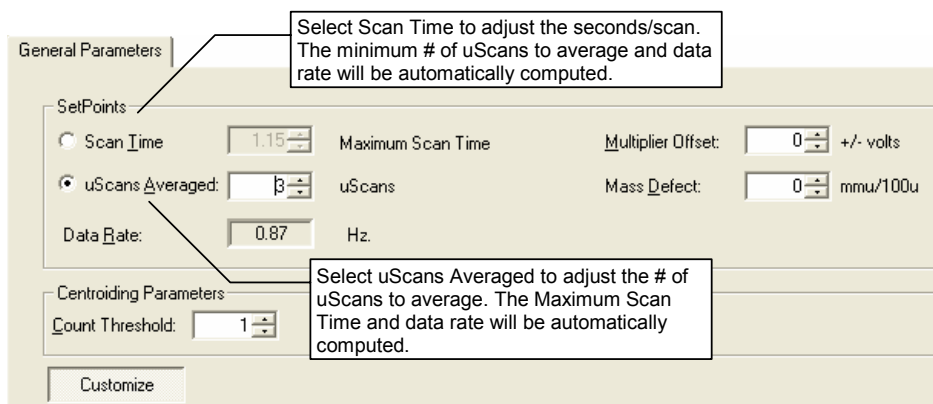 Select Scan Time to adjust the seconds/scan.
The minimum # of uScans to average and data
rate will be automatically computed.
General Parameters
SetPoints
Scan Time 1.15 Maximum Scan Time Multiplier Offset: 0 +/- volts
uScans Averaged: 3 uScans Mass Defect: 0 mmu/100u
Data Rate: 0.87 Hz.
Select uScans Averaged to adjust the # of
uScans to average. The Maximum Scan
Time and data rate will be automatically
computed.
Centroiding Parameters
Count Threshold: 1
Customize